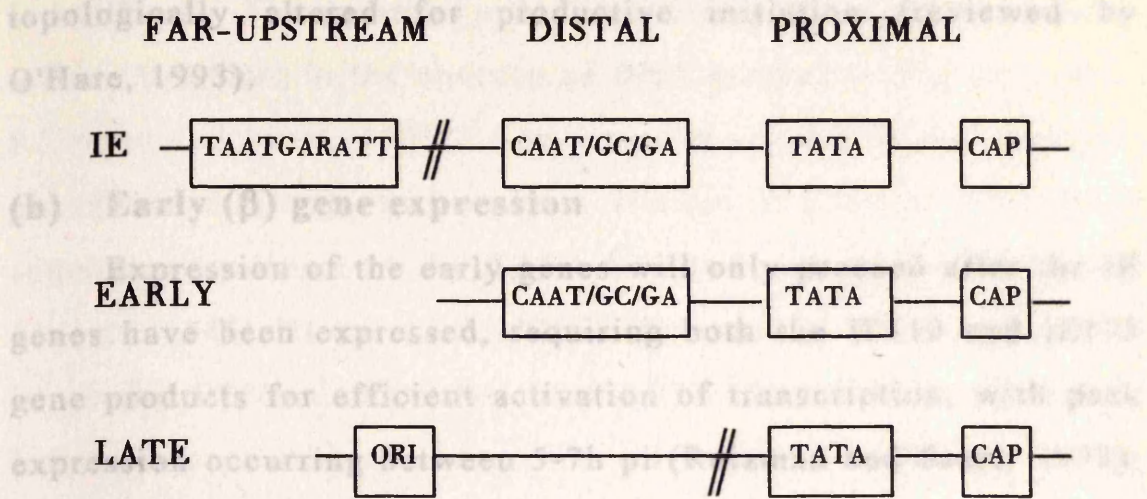 topologically altered for productive initiation (reviewed by
FAR-UPSTREAM DISTAL PROXIMAL
O'Hare, 1993).
IE TAATGARATT CAAT/GC/GA TATA CAP
(b) Early (β) gene expression
Expression of the early genes will only proceed after the IE
EARLY CAAT/GC/GA TATA CAP
genes have been expressed, requiring both the and
gene products for efficient activation of transcription, with peak
LATE ORI TATA CAP
expression occurring between 5-7h pi and